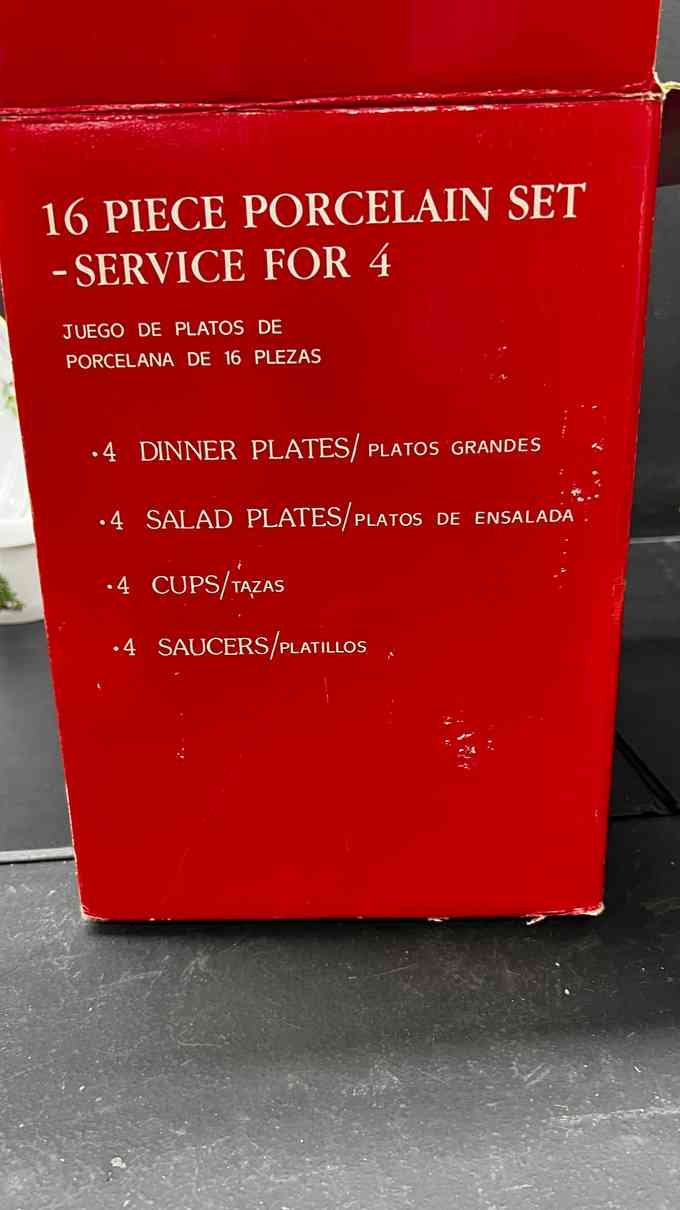 16 PIECE PORCELAIN SET
-SERVICE FOR 4
JUEGO DE PLATOS DE
PORCELANA DE 16 PLEZAS
·4 DINNER PLATES/PLATOS GRANDES
·4 SALAD PLATES/PLATOS DE ENSALADA
·4 CUPS/TAZAS
·4 SAUCERS/PLATILLOS